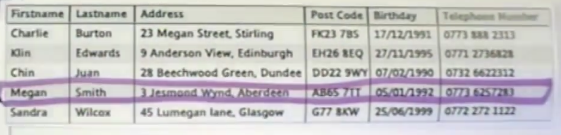 Firstname Lastname Address Post Code Birthday Telephone Number
Charlie Burton 23 Megan Street, Stirling FK23 7BS 17/12/1991 0773 888 2313
Klin Edwards 9 Anderson View, Edinburgh EH26 8EQ 27/11/1995 0771 2736828
Chin Juan 28 Beechwood Green, Dundee DD22 9WY 07/02/1990 0732 6622312
Megan Smith 3 Jesmond Wynd, Aberdeen AB65 7TT 05/01/1992 0773 6257283
Sandra Wilcox 45 Lumegan lane, Glasgow G77 8KW 25/06/1999 0772 272 1122